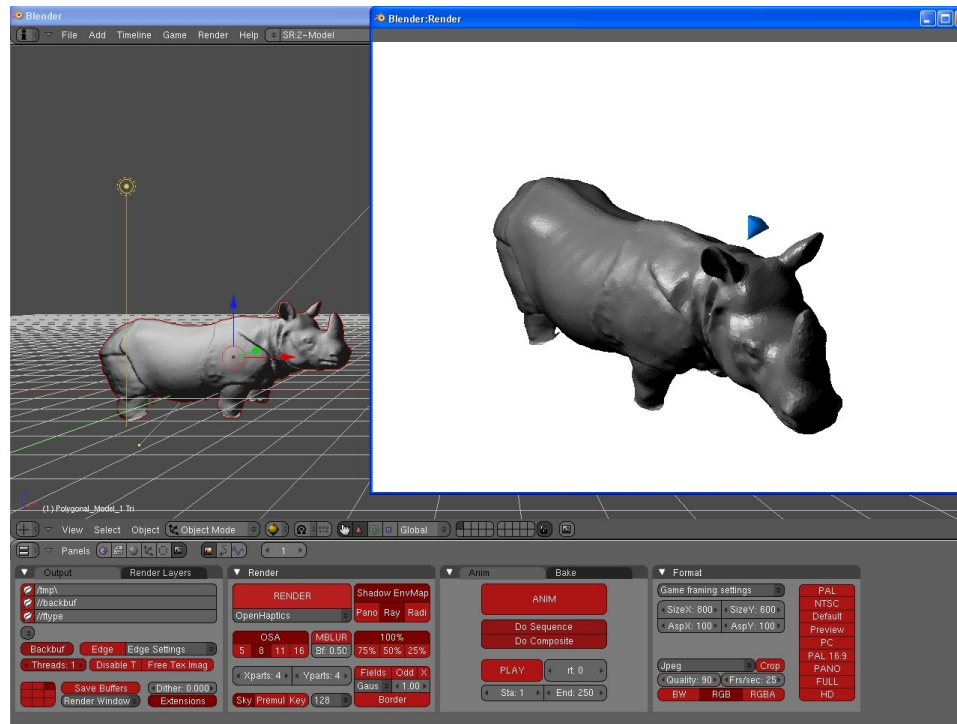 Blender
File Add Timeline Game Render Help SR:2-Model
Blender:Render
(1) Polygonal_Model_1 Tri
View Select Object Object Mode Global
Panels 1
Output Render Layers
/tmp\
//backbuf
//ftype
Backbuf Edge Edge Settings
Threads: 1 Disable T Free Tex Imag
Save Buffers Dither: 0.000
Render Window Extensions
Render
RENDER Shadow EnvMap
OpenHaptics Pano Ray Radi
OSA MBLUR 100%
5 8 11 16 Bf: 0.50 75% 50% 25%
Xparts: 4 Yparts: 4 Fields Odd X
Gaus 1.00
Sky Premul Key 128 Border
Anim Bake
ANIM
Do Sequence
Do Composite
PLAY rt: 0
Sta: 1 End: 250
Format
Game framing settings PAL
SizeX: 800 SizeY: 600 NTSC
AspX: 100 AspY: 100 Default
Preview
PC
PAL 16:9
Jpeg Crop PANO
Quality: 90 Frs/sec: 25 FULL
BW RGB RGBA HD